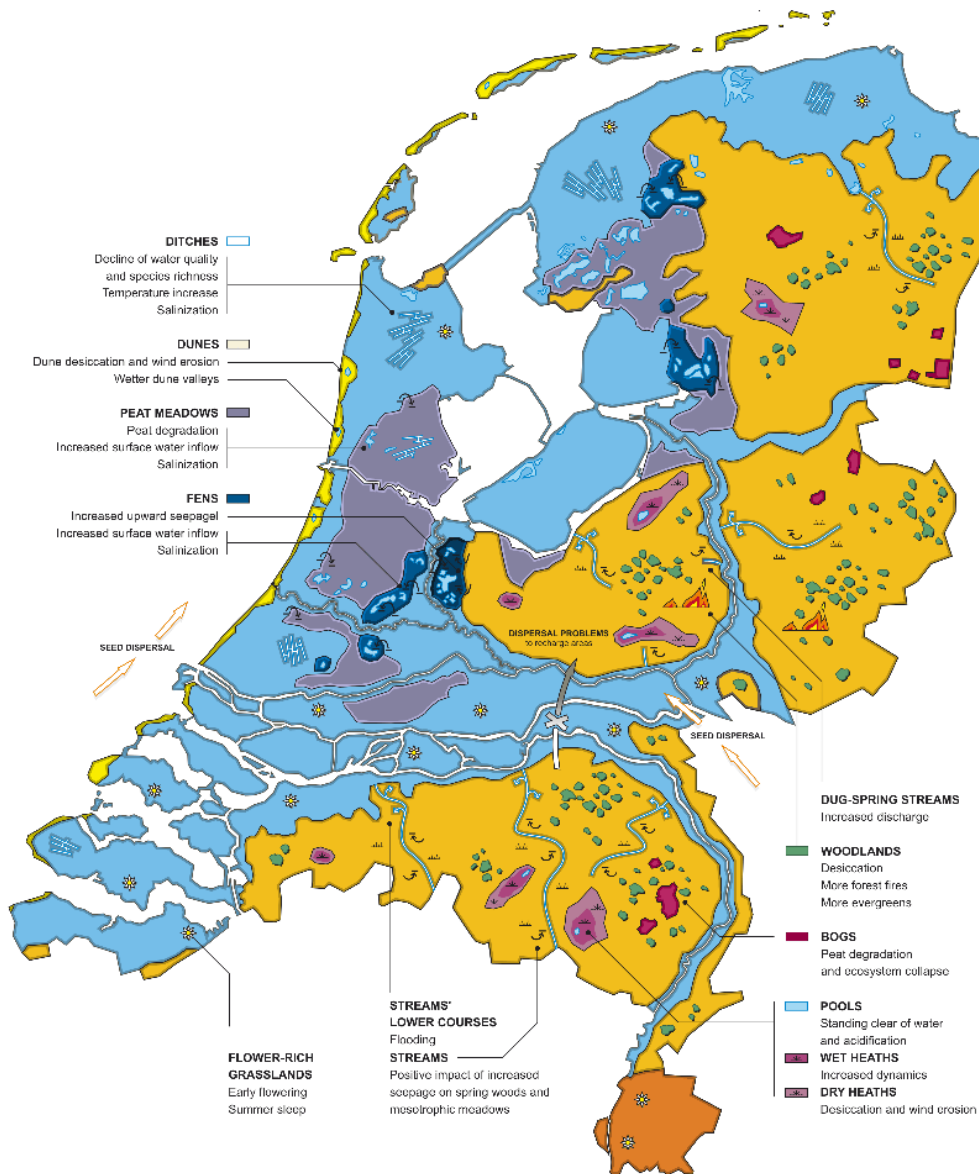 DITCHES
Decline of water quality
and species richness
Temperature increase
Salinization
DUNES
Dune desiccation and wind erosion
Wetter dune valleys
PEAT MEADOWS
Peat degradation
Increased surface water inflow
Salinization
FENS
Increased upward seepagel
Increased surface water inflow
Salinization
SEED DISPERSAL
DISPERSAL PROBLEMS
to recharge areas
SEED DISPERSAL
DUG-SPRING STREAMS
Increased discharge
WOODLANDS
Desiccation
More forest fires
More evergreens
BOGS
Peat degradation
and ecosystem collapse
POOLS
Standing clear of water
and acidification
WET HEATHS
Increased dynamics
DRY HEATHS
Desiccation and wind erosion
STREAMS'
LOWER COURSES
Flooding
STREAMS
Positive impact of increased
seepage on spring woods and
mesotrophic meadows
FLOWER-RICH
GRASSLANDS
Early flowering
Summer sleep